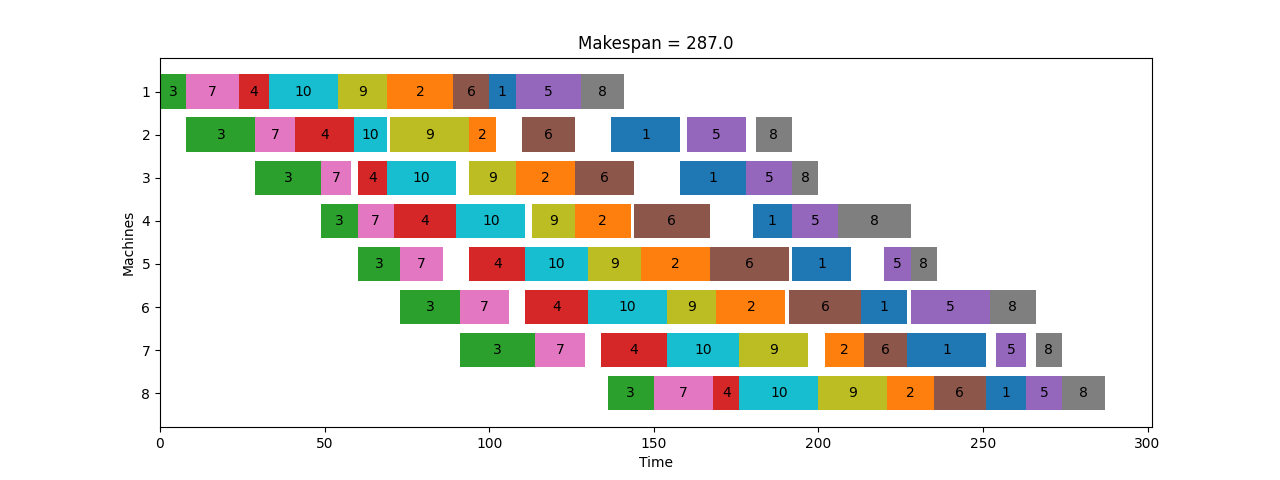 Makespan = 287.0
1 3 7 4 10 9 2 6 1 5 8
2 3 7 4 10 9 2 6 1 5 8
3 3 7 4 10 9 2 6 1 5 8
4 3 7 4 10 9 2 6 1 5 8
5 3 7 4 10 9 2 6 1 5 8
6 3 7 4 10 9 2 6 1 5 8
7 3 7 4 10 9 2 6 1 5 8
8 3 7 4 10 9 2 6 1 5 8
Machines
0 50 100 150 200 250 300
Time